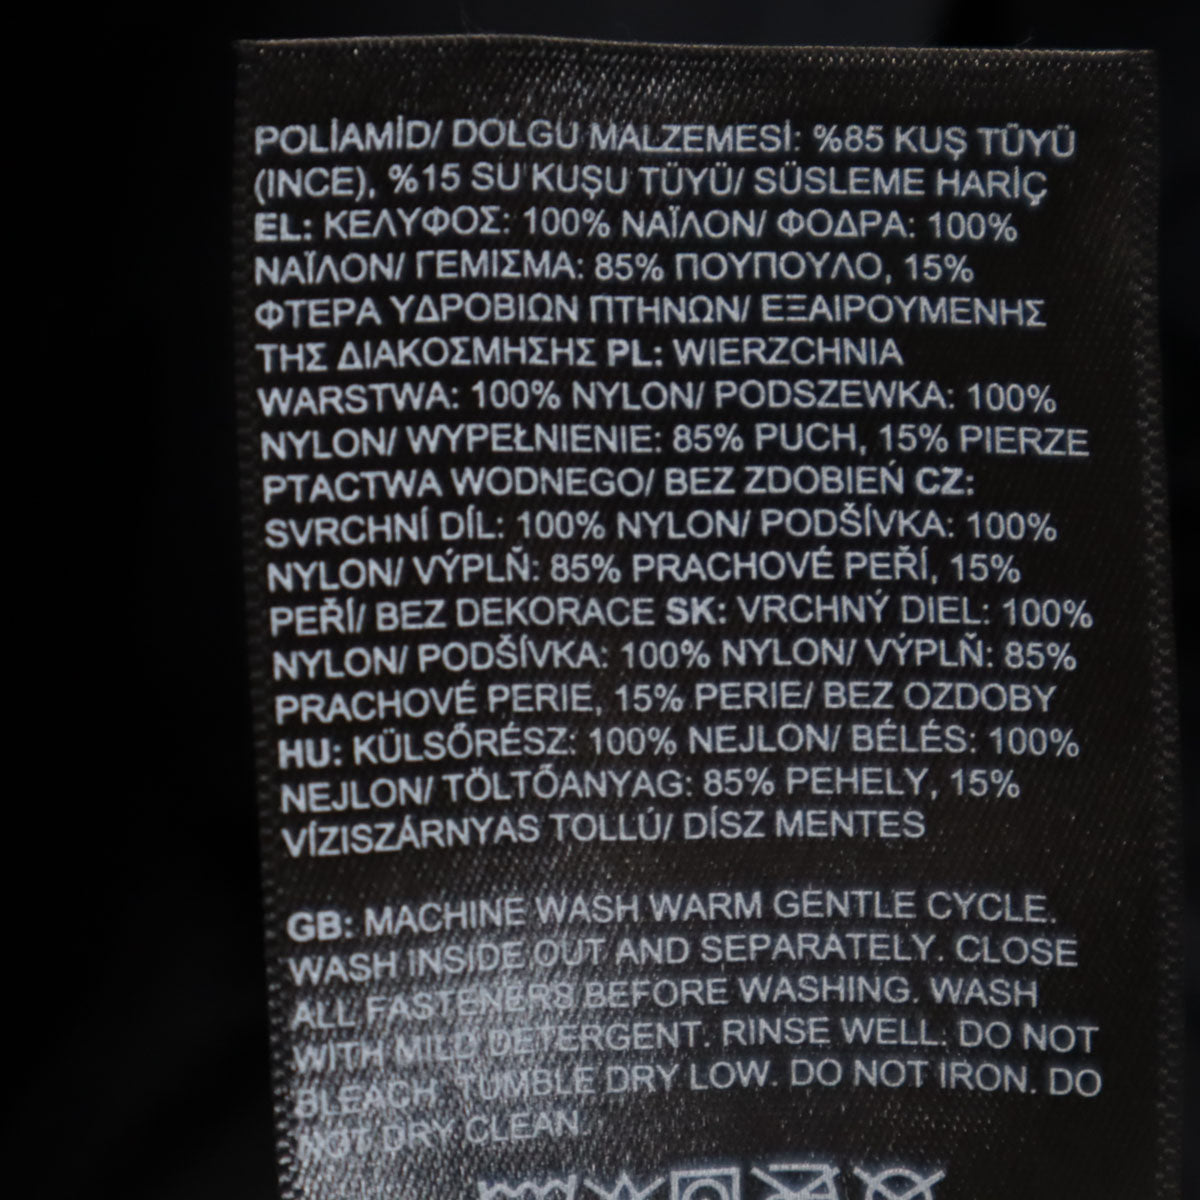 POLİAMİD/ DOLGU MALZEMESİ: %85 KUŞ TÜYÜ
(INCE), %15 SU KUŞU TÜYÜ/ SÜSLEME HARİÇ
EL: ΚΕΛΥΦΟΣ: 100% ΝΑΪΛΟΝ/ ΦΟΔΡΑ: 100%
ΝΑΪΛΟΝ/ ΓΕΜΙΣΜΑ: 85% ΠΟΥΠΟΥΛΟ, 15%
ΦΤΕΡΑ ΥΔΡΟΒΙΩΝ ΠΤΗΝΩΝ/ ΕΞΑΙΡΟΥΜΕΝΗΣ
ΤΗΣ ΔΙΑΚΟΣΜΗΣΗΣ PL: WIERZCHNIA
WARSTWA: 100% NYLON/ PODSZEWKA: 100%
NYLON/ WYPEŁNIENIE: 85% PUCH, 15% PIERZE
PTACTWA WODNEGO/ BEZ ZDOBIEŃ CZ:
SVRCHNÍ DÍL: 100% NYLON/ PODŠÍVKA: 100%
NYLON/ VÝPLŇ: 85% PRACHOVÉ PEŘÍ, 15%
PEŘÍ/ BEZ DEKORACE SK: VRCHNÝ DIEL: 100%
NYLON/ PODŠÍVKA: 100% NYLON/ VÝPLŇ: 85%
PRACHOVÉ PERIE, 15% PERIE/ BEZ OZDOBY
HU: KÜLSŐRÉSZ: 100% NEJLON/ BÉLÉS: 100%
NEJLON/ TÖLTŐANYAG: 85% PEHELY, 15%
VÍZISZÁRNYAS TOLLÚ/ DÍSZ MENTES
GB: MACHINE WASH WARM GENTLE CYCLE.
WASH INSIDE OUT AND SEPARATELY. CLOSE
ALL FASTENERS BEFORE WASHING. WASH
WITH MILD DETERGENT. RINSE WELL. DO NOT
BLEACH. TUMBLE DRY LOW. DO NOT IRON. DO
NOT DRY CLEAN.